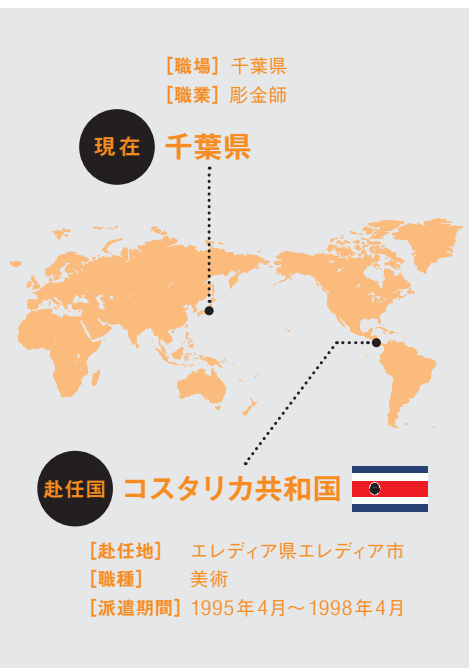 [職場] 千葉県
[職業] 彫金師
現在 千葉県
赴任国 コスタリカ共和国
[赴任地] エレディア県エレディア市
[職種] 美術
[派遣期間] 1995年4月〜1998年4月